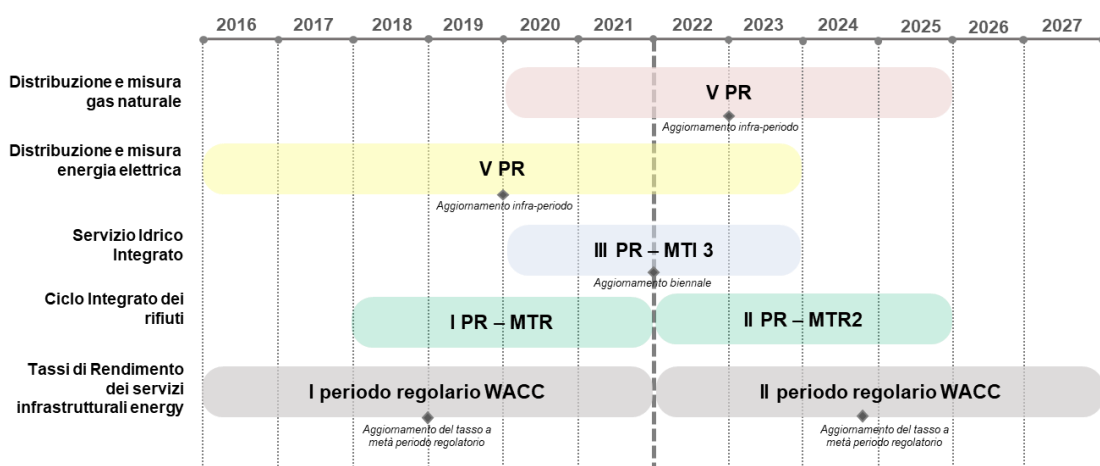 2016 2017 2018 2019 2020 2021 2022 2023 2024 2025 2026 2027
Distribuzione e misura
gas naturale
V PR
Aggiornamento infra-periodo
Distribuzione e misura
energia elettrica
V PR
Aggiornamento infra-periodo
Servizio Idrico
Integrato
III PR – MTI 3
Aggiornamento biennale
Ciclo Integrato dei
rifiuti
I PR – MTR
II PR – MTR2
Tassi di Rendimento
dei servizi
infrastrutturali energy
I periodo regolario WACC
II periodo regolario WACC
Aggiornamento del tasso a
metà periodo regolatorio
Aggiornamento del tasso a
metà periodo regolatorio